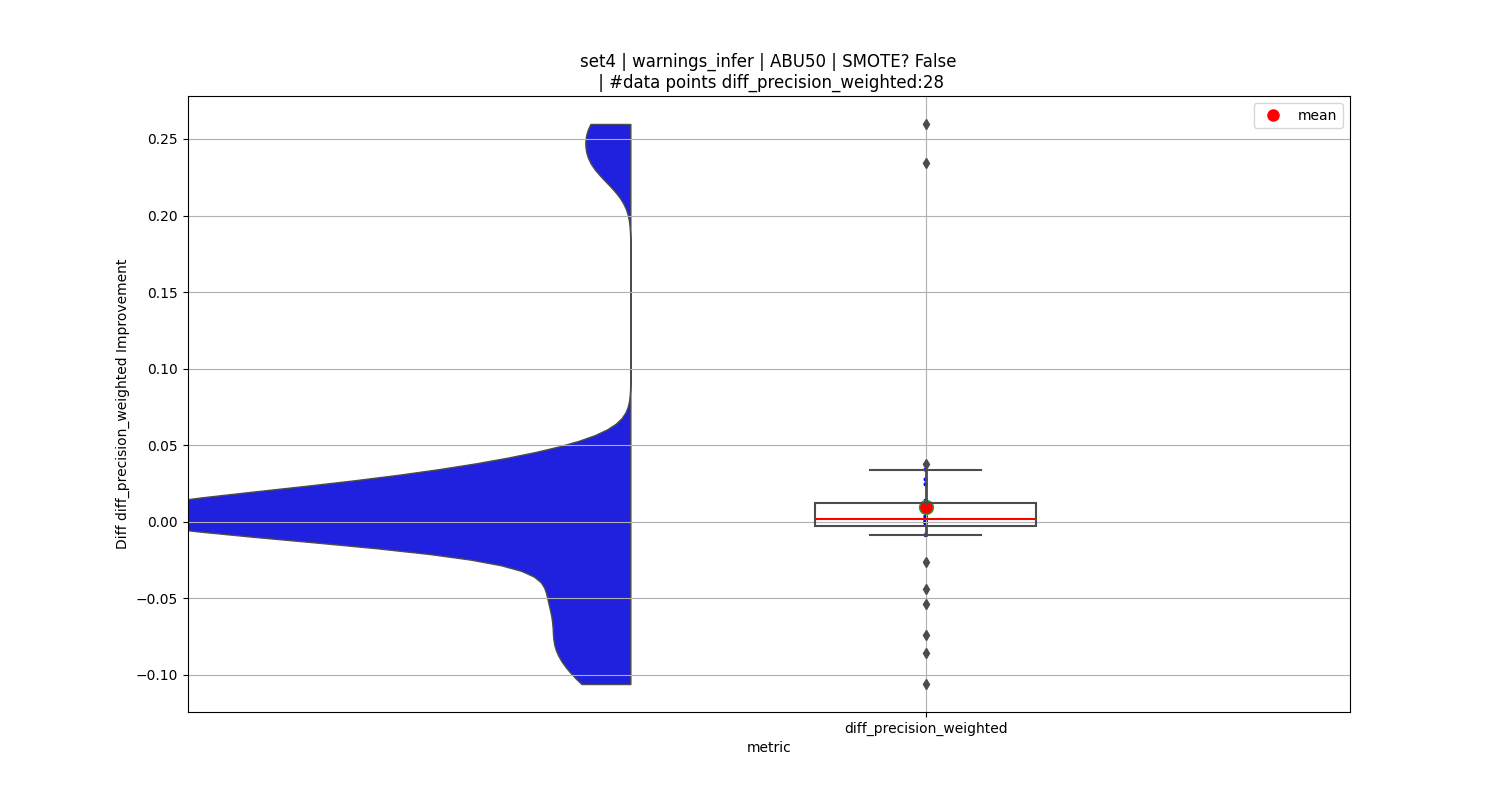 set4 | warnings_infer | ABU50 | SMOTE? False
| #data points diff_precision_weighted:28
mean
Diff diff_precision_weighted Improvement
0.25
0.20
0.15
0.10
0.05
0.00
−0.05
−0.10
diff_precision_weighted
metric